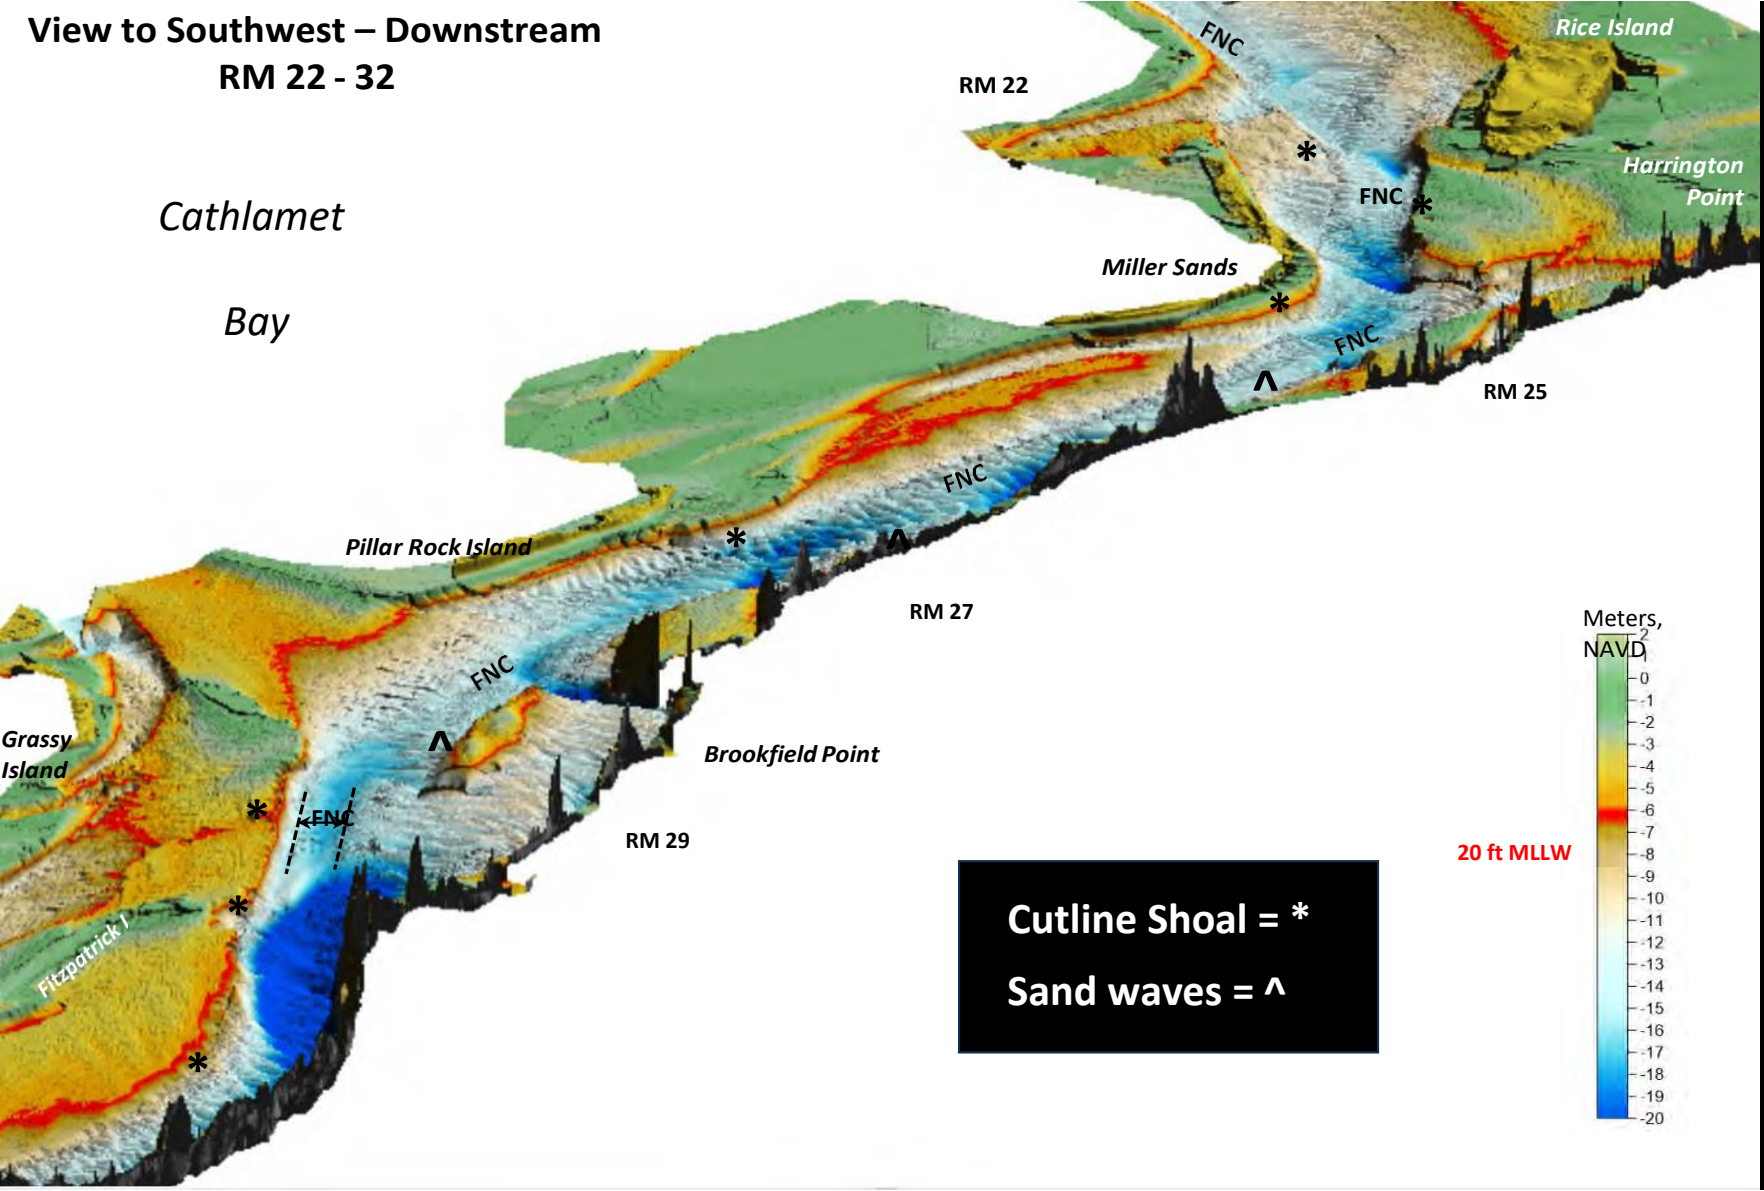 View to Southwest – Downstream
RM 22 - 32
FNC
Rice Island
RM 22
*
Harrington
Point
FNC
*
Cathlamet
Miller Sands
*
Bay
FNC
^
RM 25
FNC
*
^
Pillar Rock Island
RM 27
Meters,
NAVD
FNC
Grassy
Island
^
Brookfield Point
*
FNC
RM 29
20 ft MLLW
*
Fitzpatrick I
*
Cutline Shoal = *
Sand waves = ^
2
0
-1
-2
-3
-4
-5
-6
-7
-8
-9
-10
-11
-12
-13
-14
-15
-16
-17
-18
-19
-20